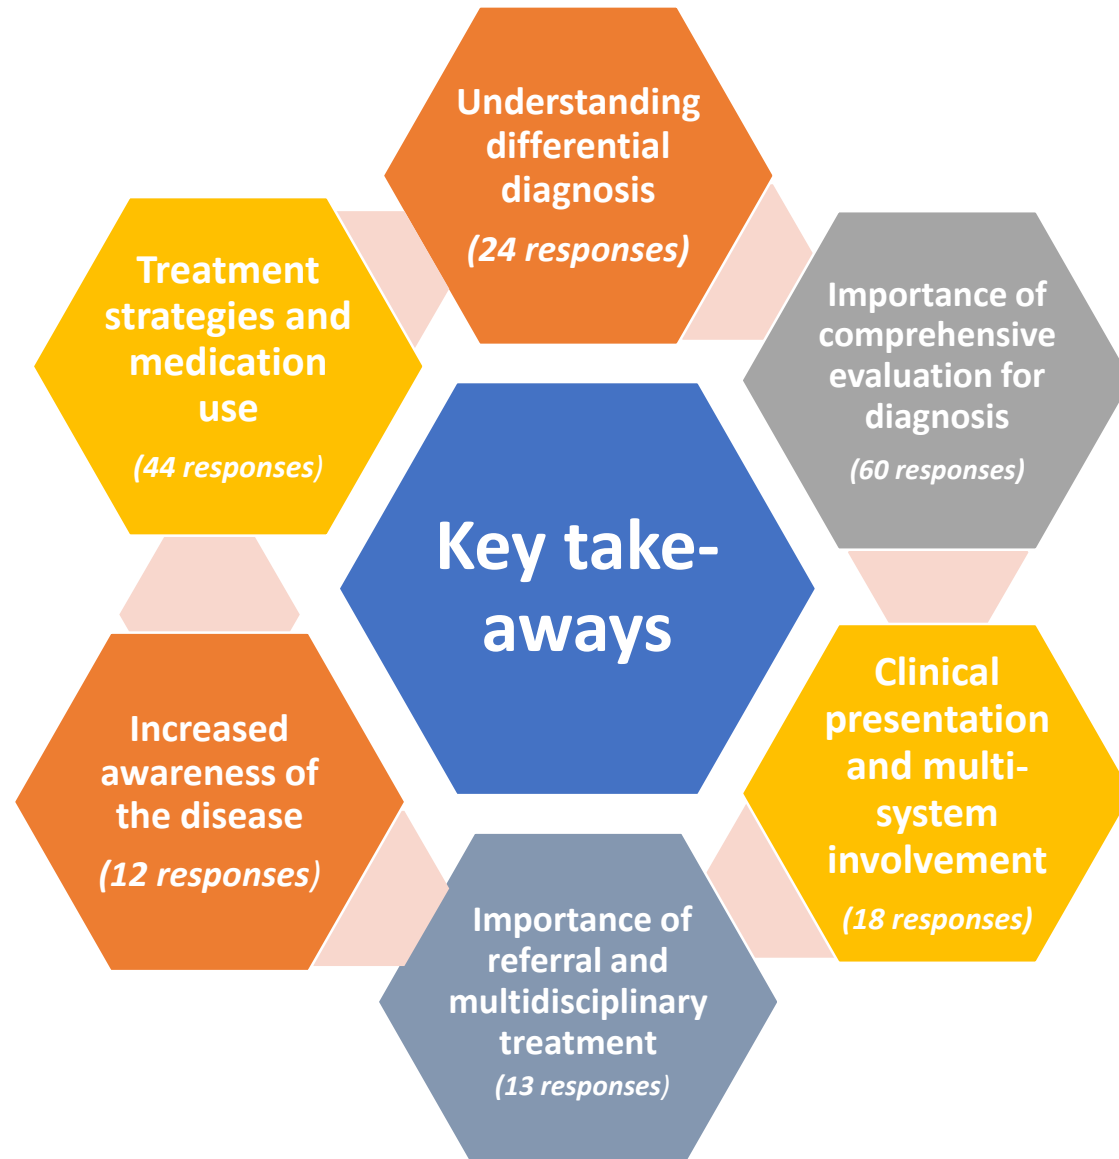 Understanding
differential
diagnosis
(24 responses)
Importance of
comprehensive
evaluation for
diagnosis
(60 responses)
Clinical
presentation
and multi-
system
involvement
(18 responses)
Importance of
referral and
multidisciplinary
treatment
(13 responses)
Increased
awareness of
the disease
(12 responses)
Treatment
strategies and
medication
use
(44 responses)
Key take-
aways